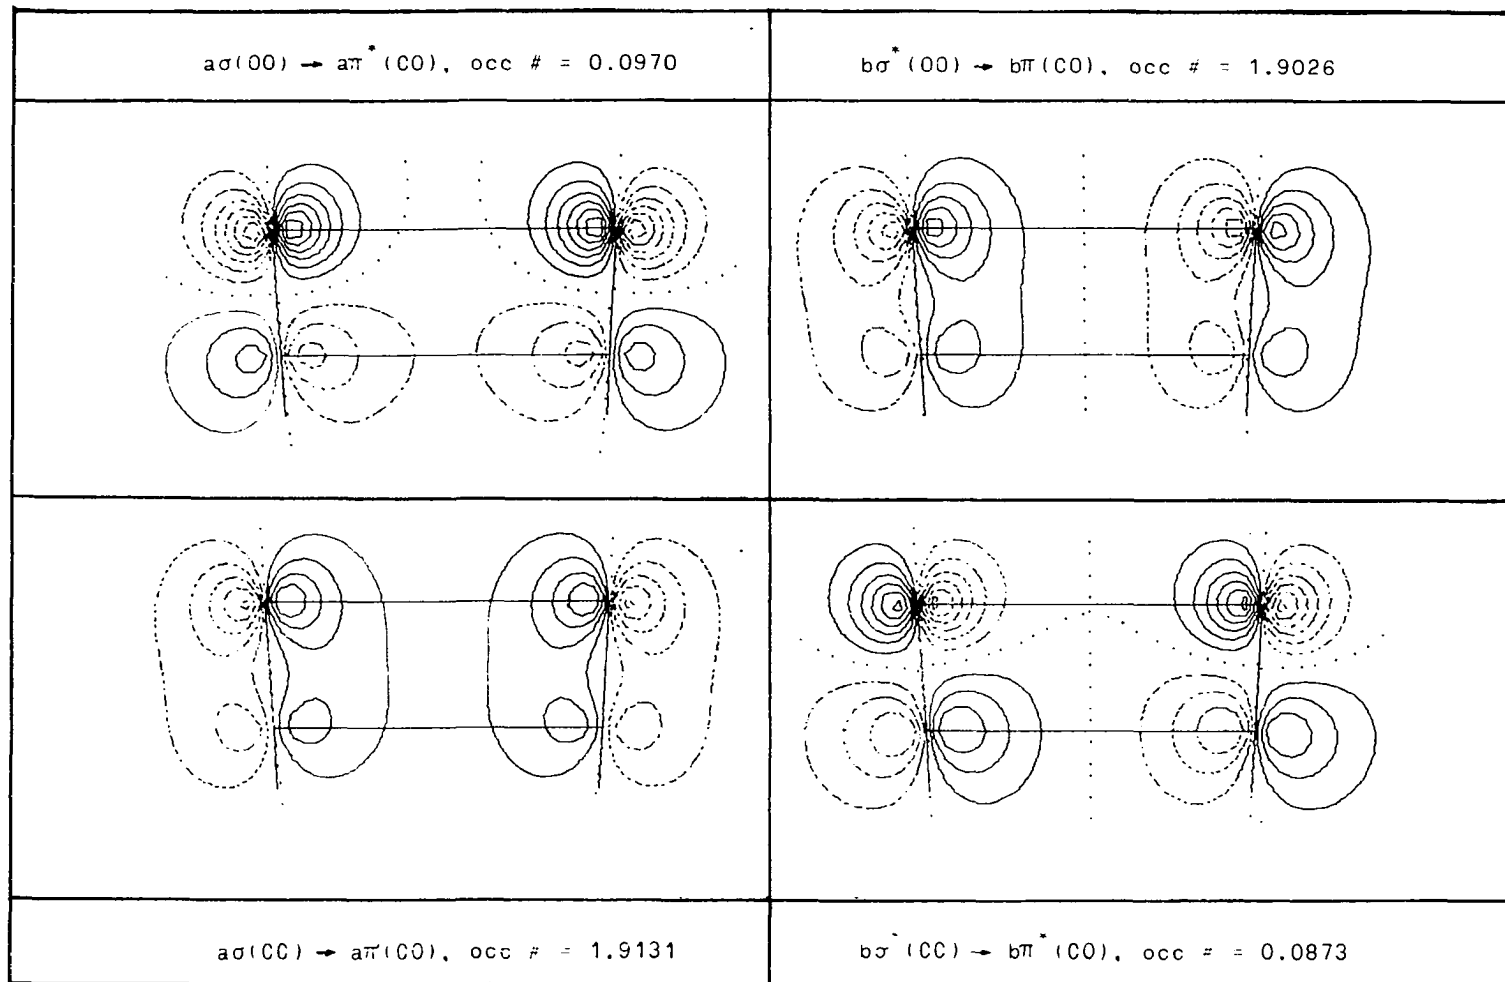 aσ(OO) → aπ*(CO), occ # = 0.0970
bσ*(OO) → bπ(CO), occ # = 1.9026
aσ(CC) → aπ(CO), occ # = 1.9131
bσ*(CC) → bπ*(CO), occ # = 0.0873